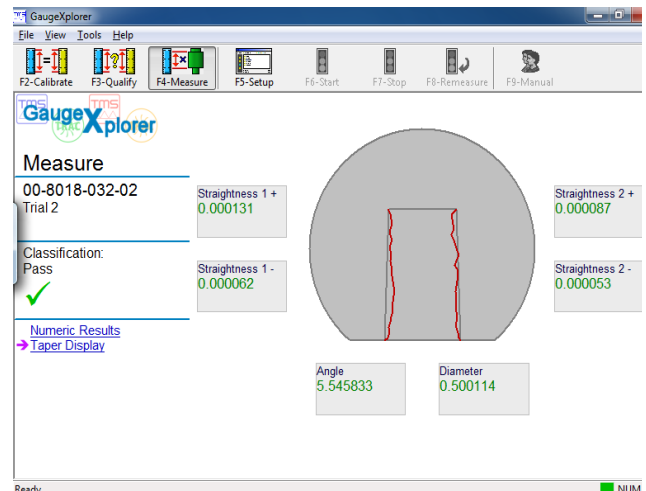 GaugeXplorer
File View Tools Help
F2-Calibrate F3-Qualify F4-Measure F5-Setup F6-Start F7-Stop F8-Remeasure F9-Manual
TMS TMS
GaugeXplorer
Measure
00-8018-032-02
Trial 2
Classification:
Pass
Numeric Results
Taper Display
Straightness 1 +
0.000131
Straightness 1 -
0.000062
Straightness 2 +
0.000087
Straightness 2 -
0.000053
Angle
5.545833
Diameter
0.500114
Ready NUM